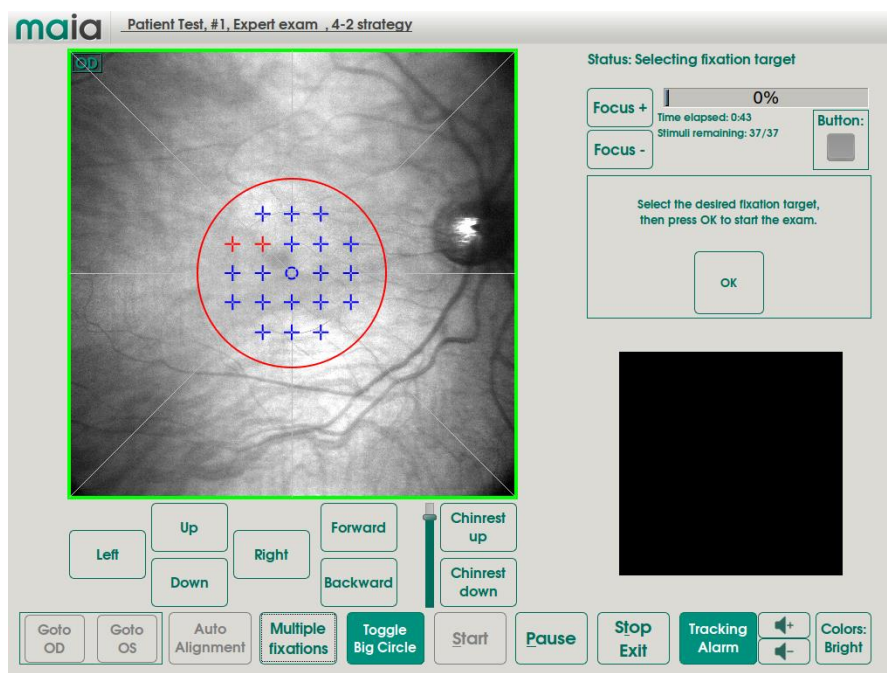 maia
Patient Test, #1, Expert exam , 4-2 strategy
OD
Status: Selecting fixation target
Focus +
0%
Time elapsed: 0:43
Stimuli remaining: 37/37
Button:
Focus -
Select the desired fixation target,
then press OK to start the exam.
OK
Left
Up
Down
Right
Forward
Backward
Chinrest
up
Chinrest
down
Goto
OD
Goto
OS
Auto
Alignment
Multiple
fixations
Toggle
Big Circle
Start
Pause
Stop
Exit
Tracking
Alarm
+
-
Colors:
Bright